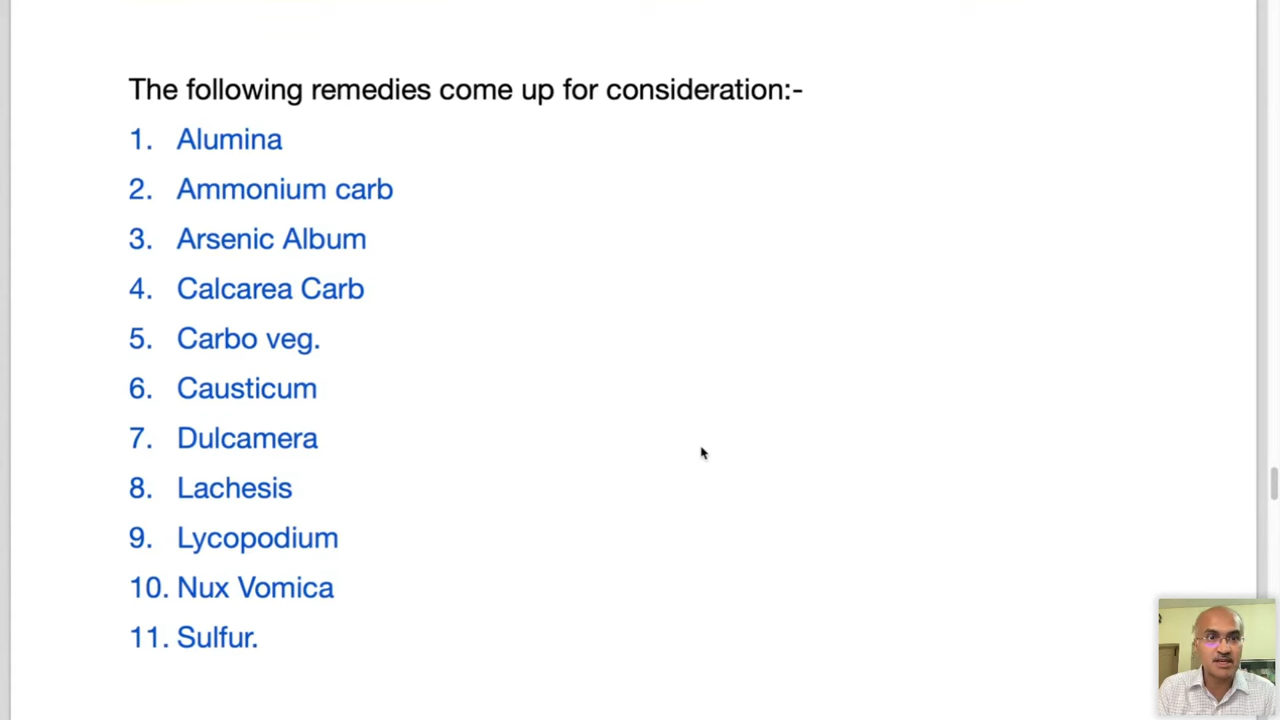 The following remedies come up for consideration:-
1. Alumina
2. Ammonium carb
3. Arsenic Album
4. Calcarea Carb
5. Carbo veg.
6. Causticum
7. Dulcamera
8. Lachesis
9. Lycopodium
10. Nux Vomica
11. Sulfur.